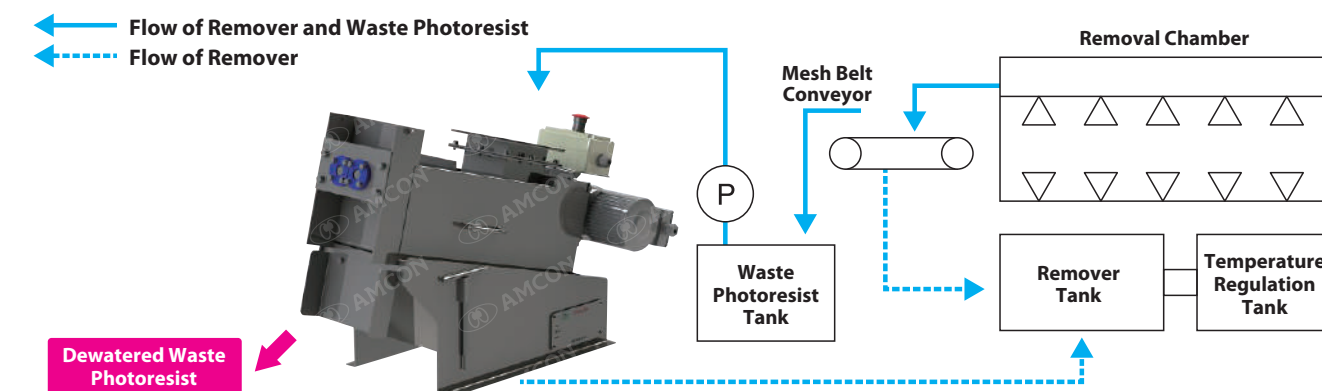 Flow of Remover and Waste Photoresist
Flow of Remover
Removal Chamber
Mesh Belt
Conveyor
P
Waste
Photoresist
Tank
Remover
Tank
Temperature
Regulation
Tank
Dewatered Waste
Photoresist
AMCON
AMCON
AMCON
AMCON
AMCON
AMCON